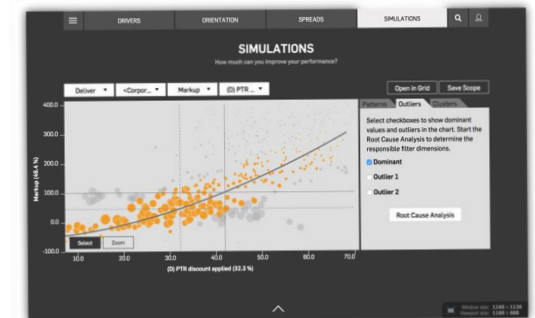 DRIVERS
ORIENTATION
SPREADS
SIMULATIONS
SIMULATIONS
How much can you improve your performance?
Deliver
<Corpor...
Markup
(D) PTR ...
Open in Grid
Save Scope
Patterns
Outliers
Clusters
Select checkboxes to show dominant
values and outliers in the chart. Start the
Root Cause Analysis to determine the
responsible filter dimensions.
Dominant
Outlier 1
Outlier 2
Root Cause Analysis
Markup (48.4 %)
400.0
300.0
200.0
100.0
0.0
-100.0
Select
Zoom
10.0
20.0
30.0
40.0
50.0
60.0
70.0
(D) PTR discount applied (32.3 %)